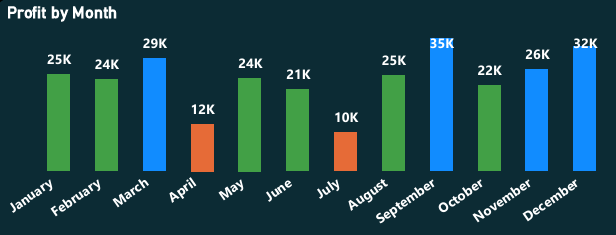 Profit by Month
25K
24K
29K
12K
24K
21K
10K
25K
35K
22K
26K
32K
January
February
March
April
May
June
July
August
September
October
November
December